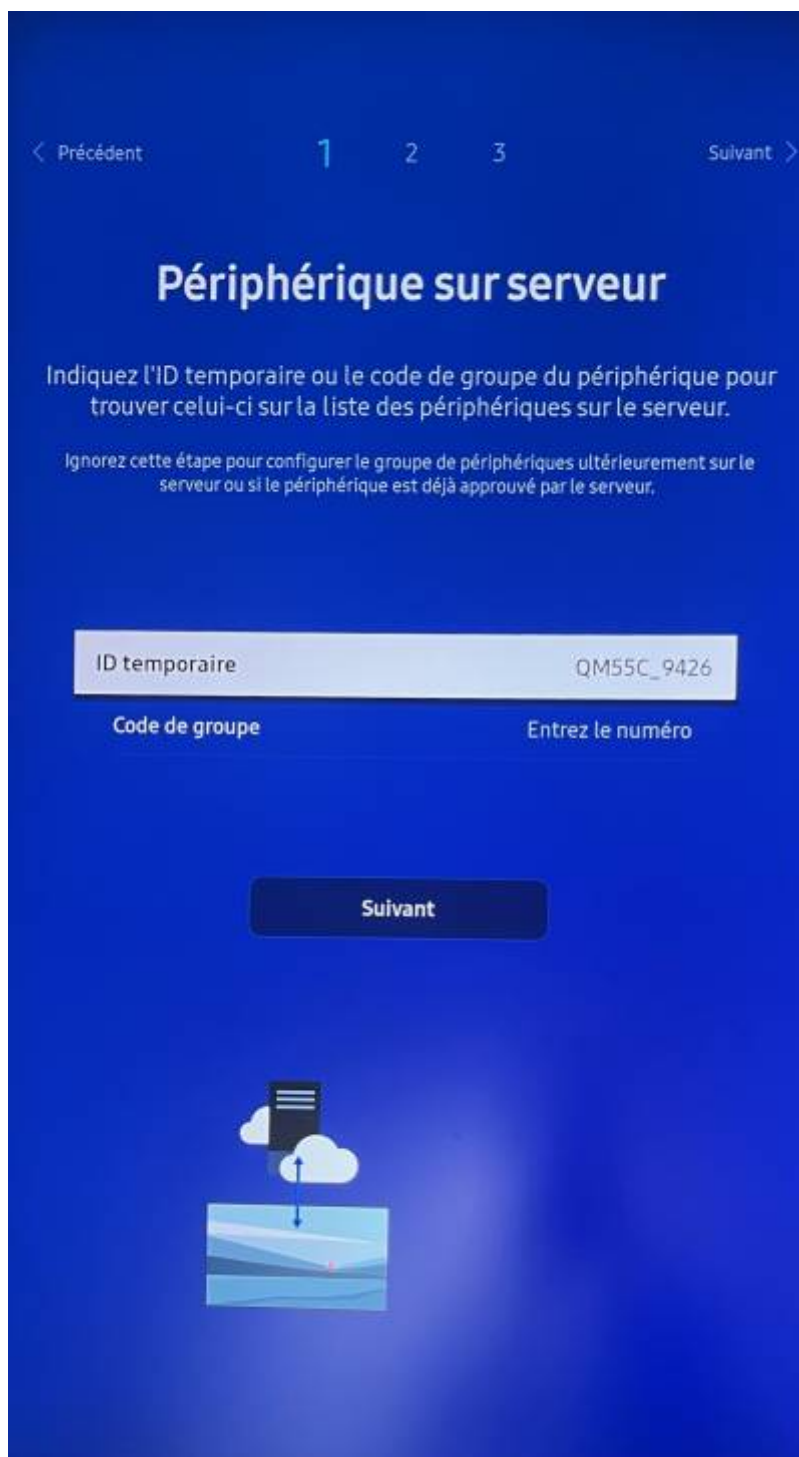 Précédent 1 2 3 Suivant
Périphérique sur serveur
Indiquez l'ID temporaire ou le code de groupe du périphérique pour
trouver celui-ci sur la liste des périphériques sur le serveur.
Ignorez cette étape pour configurer le groupe de périphériques ultérieurement sur le
serveur ou si le périphérique est déjà approuvé par le serveur.
ID temporaire QM55C_9426
Code de groupe Entrez le numéro
Suivant